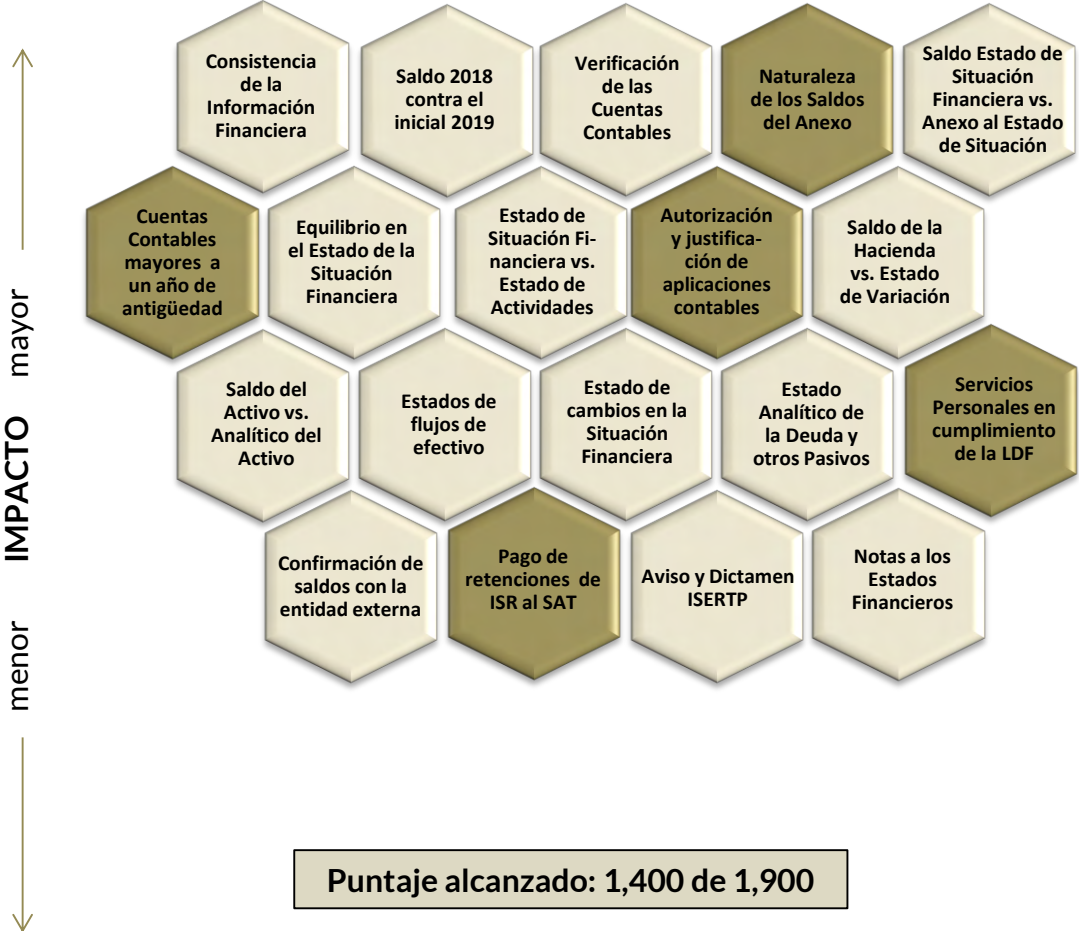 Consistencia
de la
Información
Financiera
Saldo 2018
contra el
inicial 2019
Verificación
de las
Cuentas
Contables
Naturaleza
de los Saldos
del Anexo
Saldo Estado de
Situación
Financiera vs.
Anexo al Estado
de Situación
Cuentas
Contables
mayores a
un año de
antigüedad
Equilibrio en
el Estado de la
Situación
Financiera
Estado de
Situación Fi-
nanciera vs.
Estado de
Actividades
Autorización
y justifica-
ción de
aplicaciones
contables
Saldo de la
Hacienda
vs. Estado
de Variación
Saldo del
Activo vs.
Analítico del
Activo
Estados de
flujos de
efectivo
Estado de
cambios en la
Situación
Financiera
Estado
Analítico de
la Deuda y
otros Pasivos
Servicios
Personales en
cumplimiento
de la LDF
Confirmación de
saldos con la
entidad externa
Pago de
retenciones de
ISR al SAT
Aviso y Dictamen
ISERTP
Notas a los
Estados
Financieros
menor IMPACTO mayor
Puntaje alcanzado: 1,400 de 1,900